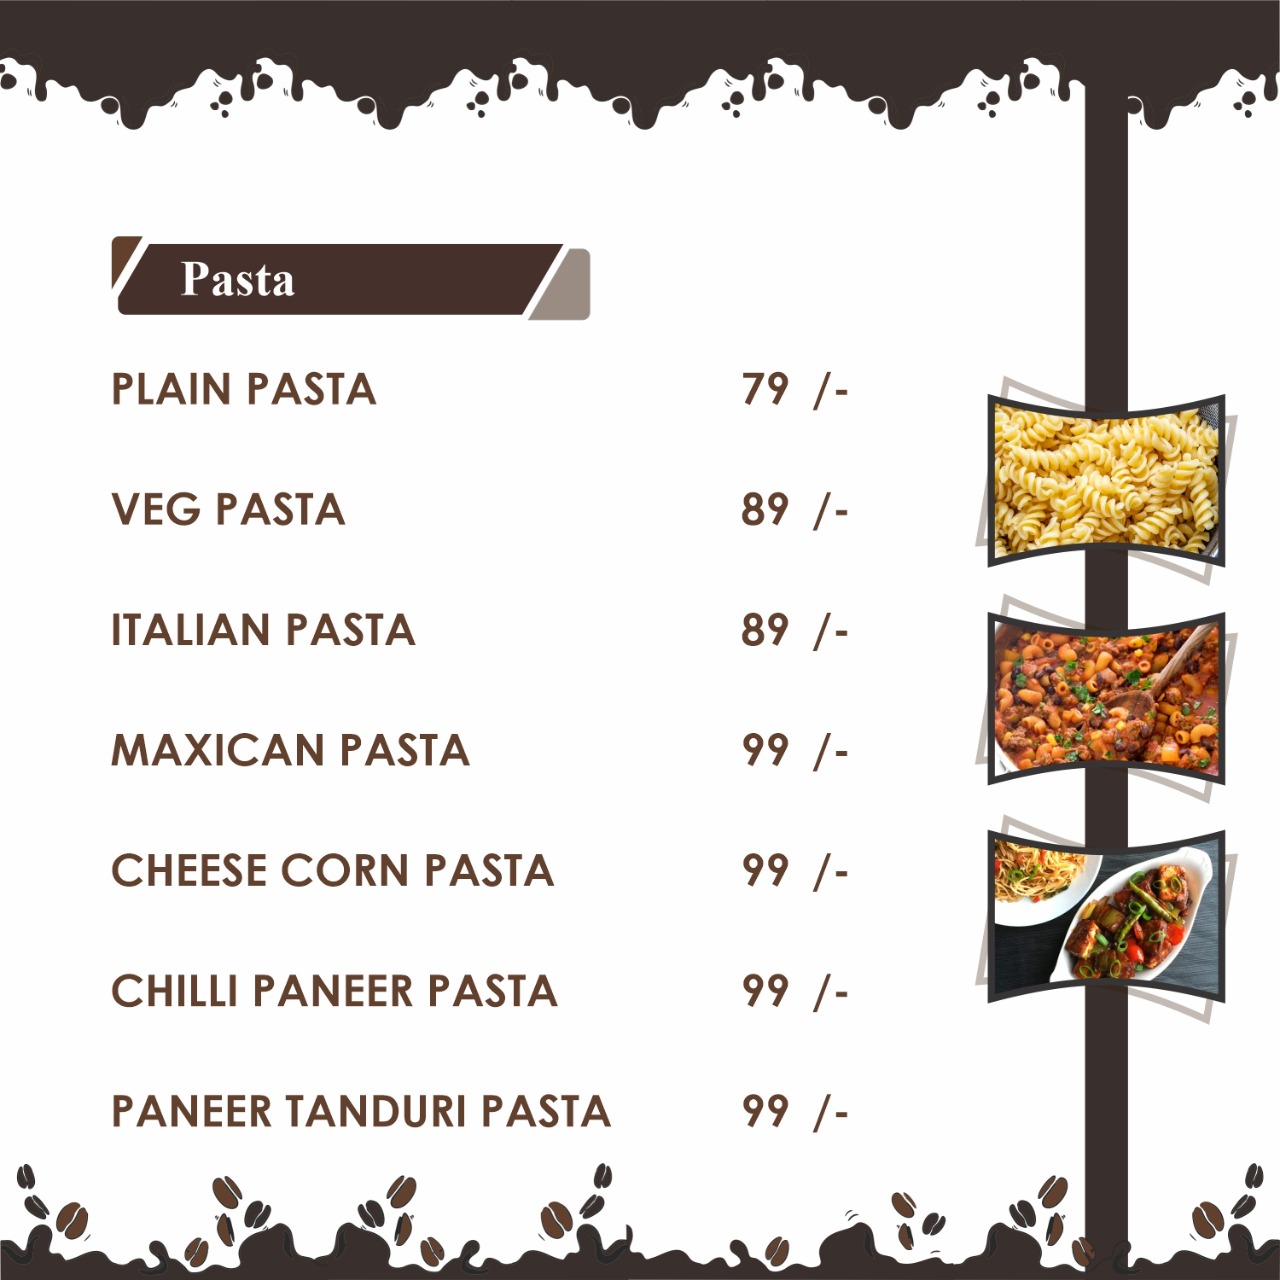 Pasta
PLAIN PASTA 79 /-
VEG PASTA 89 /-
ITALIAN PASTA 89 /-
MAXICAN PASTA 99 /-
CHEESE CORN PASTA 99 /-
CHILLI PANEER PASTA 99 /-
PANEER TANDURI PASTA 99 /-